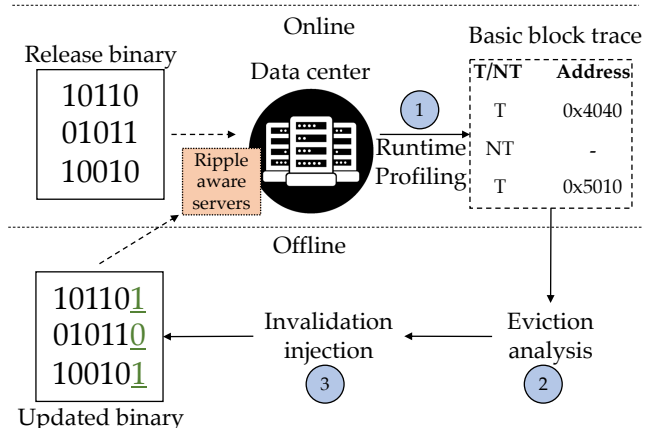 Online
Release binary
10110
01011
10010
Data center
Ripple
aware
servers
1
Runtime
Profiling
Basic block trace
T/NT Address
T 0x4040
NT -
T 0x5010
Offline
101101
010110
100101
Updated binary
Invalidation
injection
3
Eviction
analysis
2